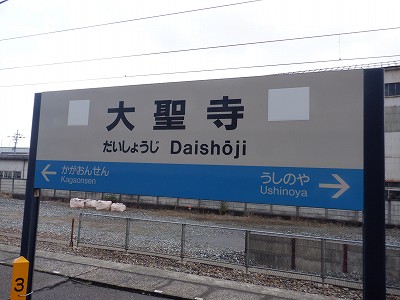 大聖寺
だいしょうじ Daishōji
かがおんせん
Kagaonsen
うしのや
Ushinoya
3